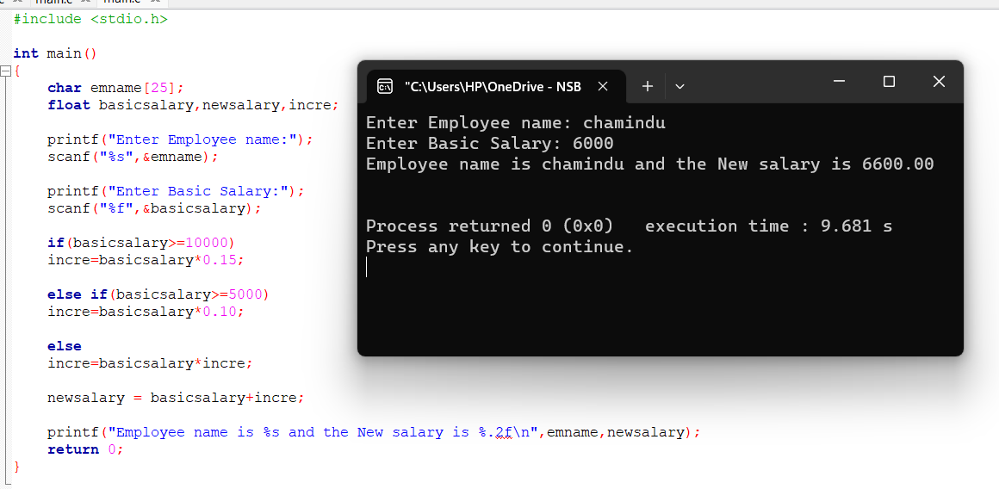 main.c
main.c
#include <stdio.h>
int main()
{
char emname[25];
float basicsalary,newsalary,incre;
printf("Enter Employee name:");
scanf("%s",&emname);
printf("Enter Basic Salary:");
scanf("%f",&basicsalary);
if(basicsalary>=10000)
incre=basicsalary*0.15;
else if(basicsalary>=5000)
incre=basicsalary*0.10;
else
incre=basicsalary*incre;
newsalary = basicsalary+incre;
printf("Employee name is %s and the New salary is %.2f\n",emname,newsalary);
return 0;
}
"C:\Users\HP\OneDrive - NSB
Enter Employee name: chamindu
Enter Basic Salary: 6000
Employee name is chamindu and the New salary is 6600.00
Process returned 0 (0x0)   execution time : 9.681 s
Press any key to continue.